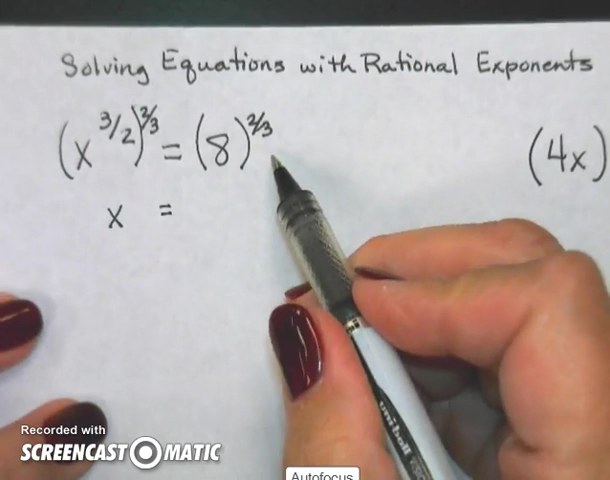 Solving Equations with Rational Exponents
(x^3/2)^2/3 = (8)^2/3
(4x)
x =
uni-ball
Recorded with
SCREENCAST-O-MATIC
Autofocus